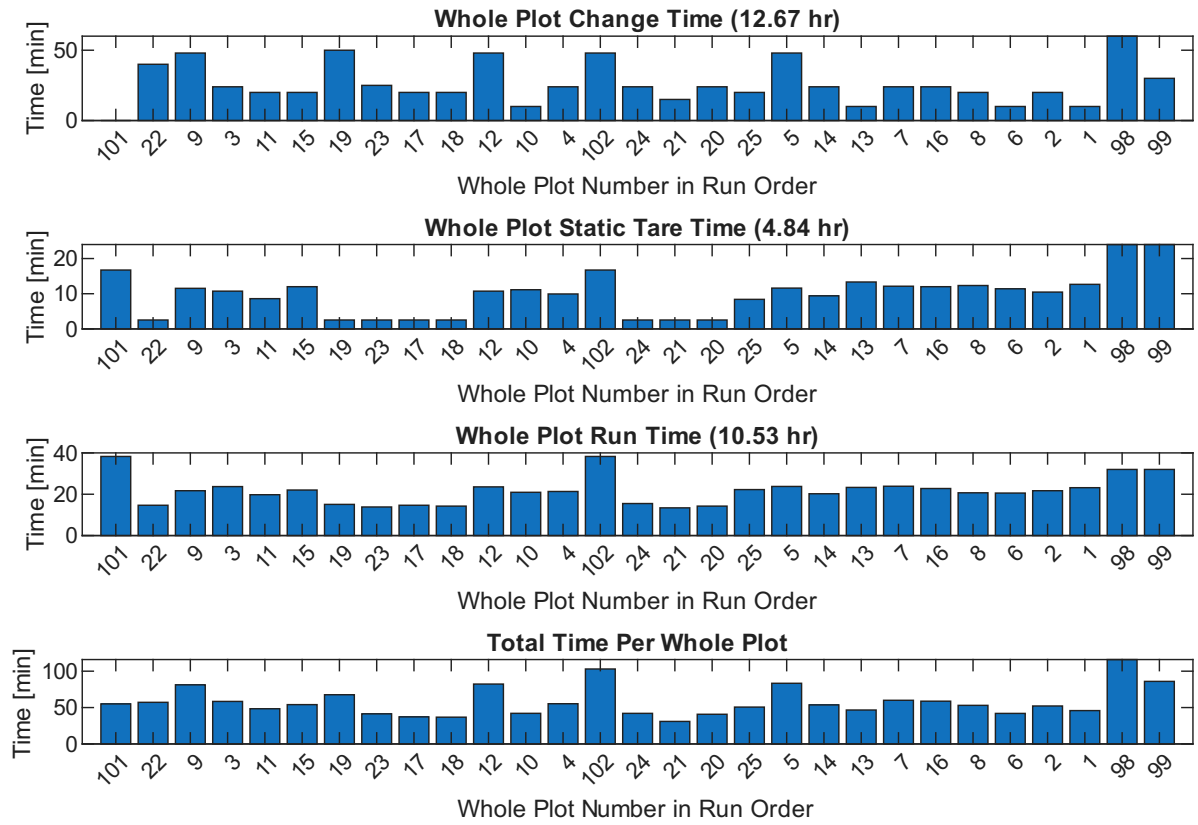 Whole Plot Change Time (12.67 hr)
Time [min]
50
0
101 22 9 3 11 15 19 23 17 18 12 10 4 102 24 21 20 25 5 14 13 7 16 8 6 2 1 98 99
Whole Plot Number in Run Order
Whole Plot Static Tare Time (4.84 hr)
Time [min]
20
10
0
101 22 9 3 11 15 19 23 17 18 12 10 4 102 24 21 20 25 5 14 13 7 16 8 6 2 1 98 99
Whole Plot Number in Run Order
Whole Plot Run Time (10.53 hr)
Time [min]
40
20
0
101 22 9 3 11 15 19 23 17 18 12 10 4 102 24 21 20 25 5 14 13 7 16 8 6 2 1 98 99
Whole Plot Number in Run Order
Total Time Per Whole Plot
Time [min]
100
50
0
101 22 9 3 11 15 19 23 17 18 12 10 4 102 24 21 20 25 5 14 13 7 16 8 6 2 1 98 99
Whole Plot Number in Run Order